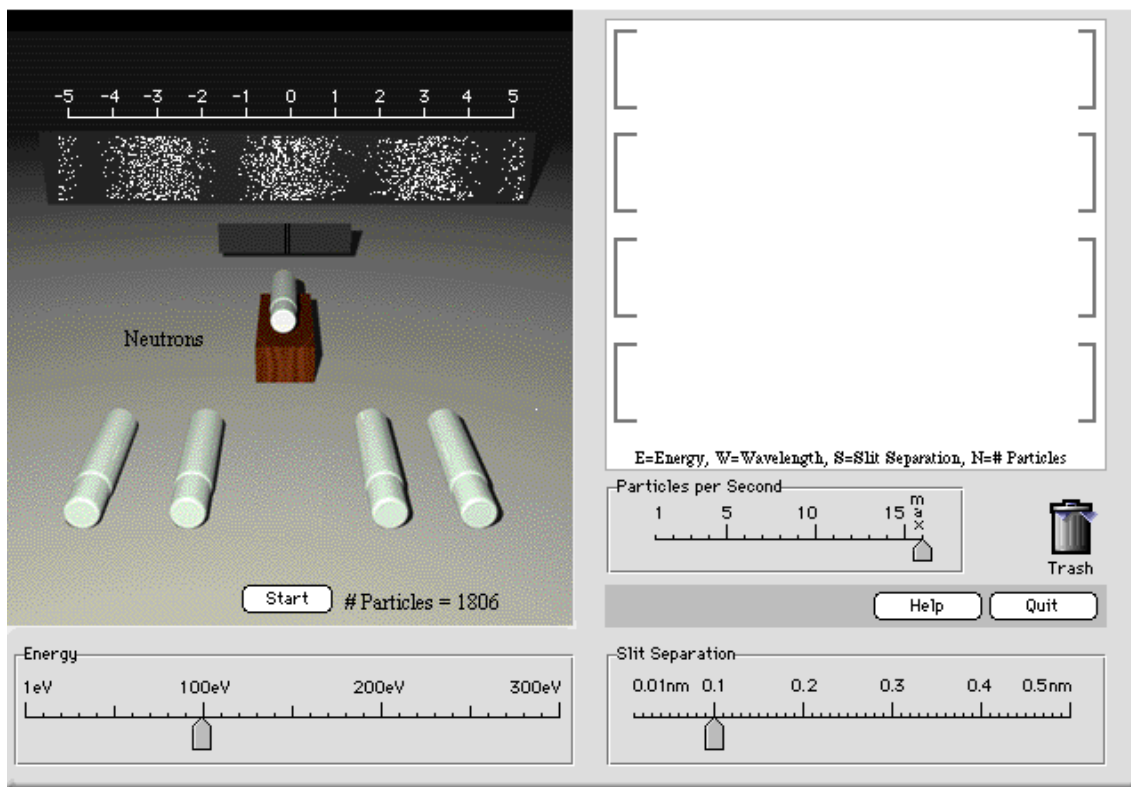 -5 -4 -3 -2 -1 0 1 2 3 4 5
Neutrons
Start # Particles = 1806
E=Energy, W=Wavelength, S=Slit Separation, N=# Particles
Particles per Second
1 5 10 15 max
Trash
Help Quit
Energy
1eV 100eV 200eV 300eV
Slit Separation
0.01nm 0.1 0.2 0.3 0.4 0.5nm